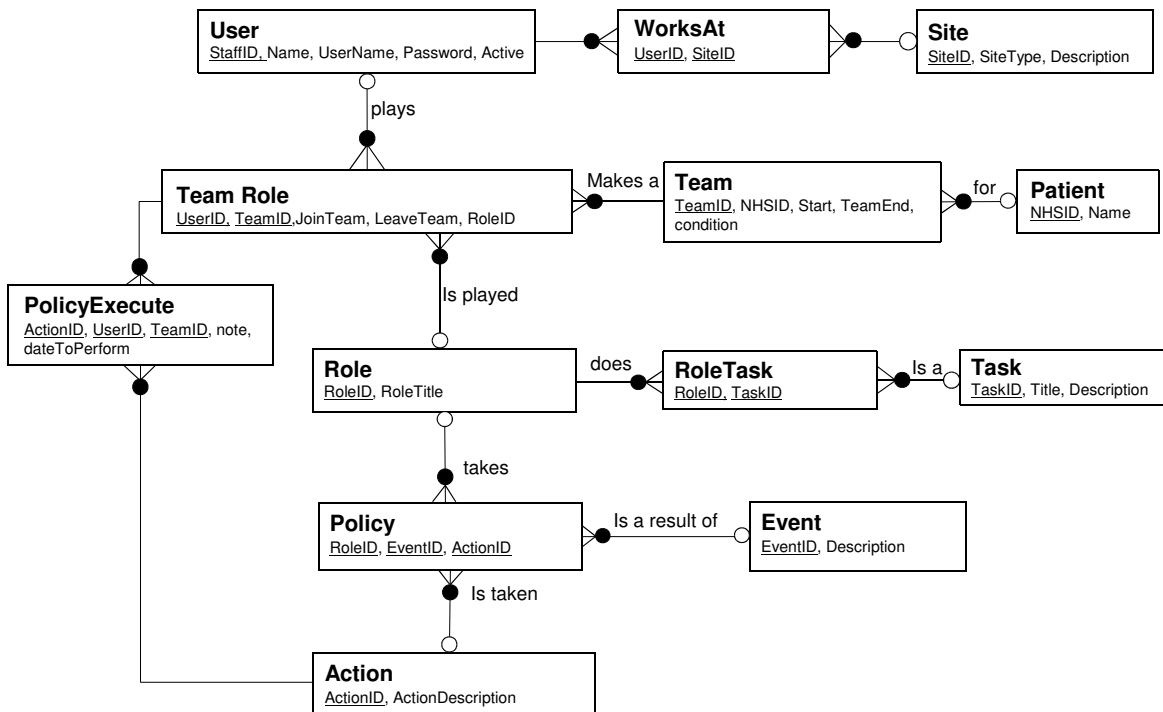 User
StaffID, Name, UserName, Password, Active
WorksAt
UserID, SiteID
Site
SiteID, SiteType, Description
plays
Team Role
UserID, TeamID,JoinTeam, LeaveTeam, RoleID
Makes a
Team
TeamID, NHSID, Start, TeamEnd,
condition
for
Patient
NHSID, Name
PolicyExecute
ActionID, UserID, TeamID, note,
dateToPerform
Is played
Role
RoleID, RoleTitle
does
RoleTask
RoleID, TaskID
Is a
Task
TaskID, Title, Description
takes
Policy
RoleID, EventID, ActionID
Is a result of
Event
EventID, Description
Is taken
Action
ActionID, ActionDescription